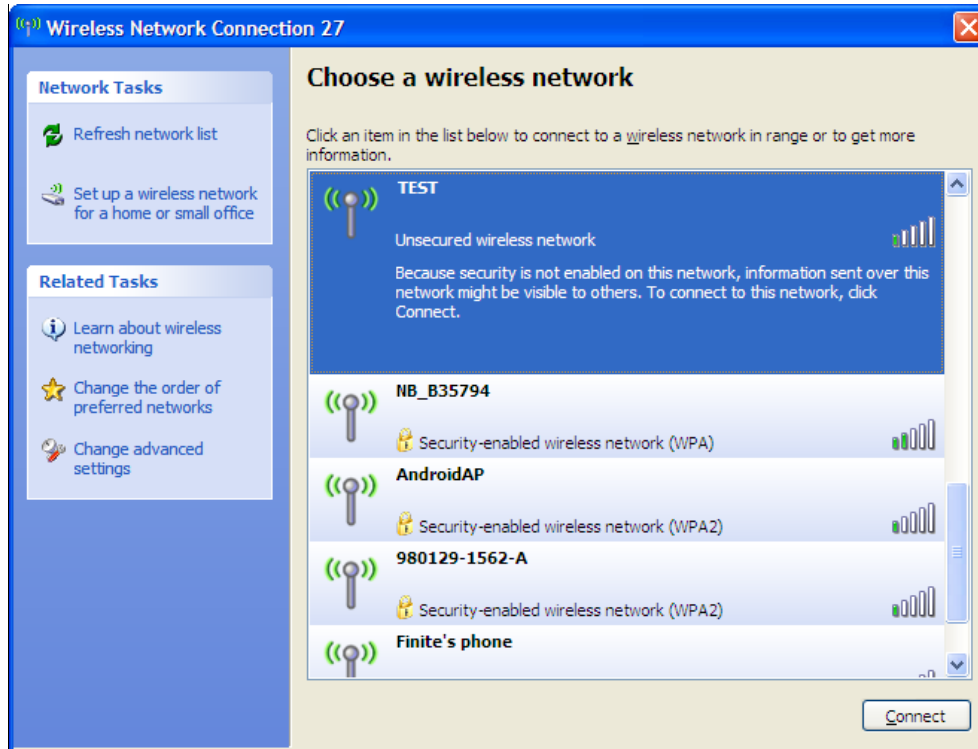 Wireless Network Connection 27
Network Tasks
Refresh network list
Set up a wireless network
for a home or small office
Related Tasks
Learn about wireless
networking
Change the order of
preferred networks
Change advanced
settings
Choose a wireless network
Click an item in the list below to connect to a wireless network in range or to get more
information.
TEST
Unsecured wireless network
Because security is not enabled on this network, information sent over this
network might be visible to others. To connect to this network, click
Connect.
NB_B35794
Security-enabled wireless network (WPA)
AndroidAP
Security-enabled wireless network (WPA2)
980129-1562-A
Security-enabled wireless network (WPA2)
Finite's phone
Connect